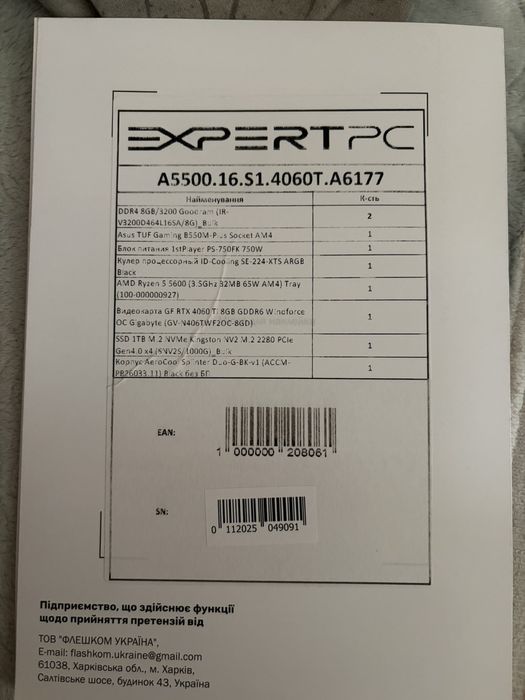 EXPERTPC
A5500.16.S1.4060T.A6177
Найменування К-сть
DDR4 8GB/3200 Goodram (IR-
V3200D464L16SA/8G)_Bulk 2
Asus TUF Gaming B550M-Plus Socket AM4 1
Блок питания 1stPlayer PS-750FK 750W 1
Кулер процессорный ID-Cooling SE-224-XTS ARGB
Black 1
AMD Ryzen 5 5600 (3.5Ghz 32MB 65W AM4) Tray
(100-000000927) 1
Видеокарта GF RTX 4060 Ti 8GB GDDR6 Windforce
OC Gigabyte (GV-N406TWF2OC-8GD) 1
SSD 1TB M.2 NVMe Kingston NV2 M.2 2280 PCIe
Gen4.0 x4 (SNV2S/1000G)_Bulk 1
Корпус AeroCool Splinter Duo-G-BK-v1 (ACCM-
PB26033.11) Black без БП 1
EAN:
1 000000 208061
SN:
0 112025 049091
Підприємство, що здійснює функції
щодо прийняття претензій від
ТОВ "ФЛЕШКОМ УКРАЇНА",
E-mail: flashkom.ukraine@gmail.com
61038, Харківська обл., м. Харків,
Салтівське шосе, будинок 43, Україна